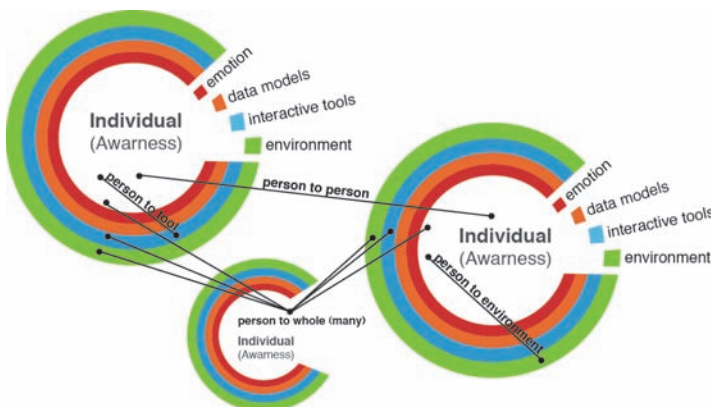 emotion
data models
interactive tools
environment
Individual
(Awarness)
person to tool
person to person
emotion
data models
interactive tools
environment
Individual
(Awarness)
person to environment
person to whole (many)
Individual
(Awarness)